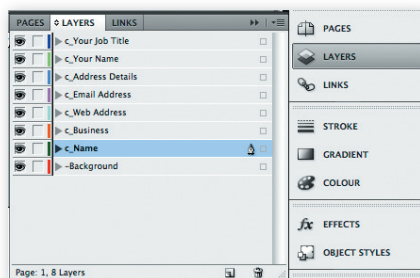 PAGES LAYERS LINKS
c_Your Job Title
c_Your Name
c_Address Details
c_Email Address
c_Web Address
c_Business
c_Name
-Background
Page: 1, 8 Layers
PAGES
LAYERS
LINKS
STROKE
GRADIENT
COLOUR
fx EFFECTS
OBJECT STYLES